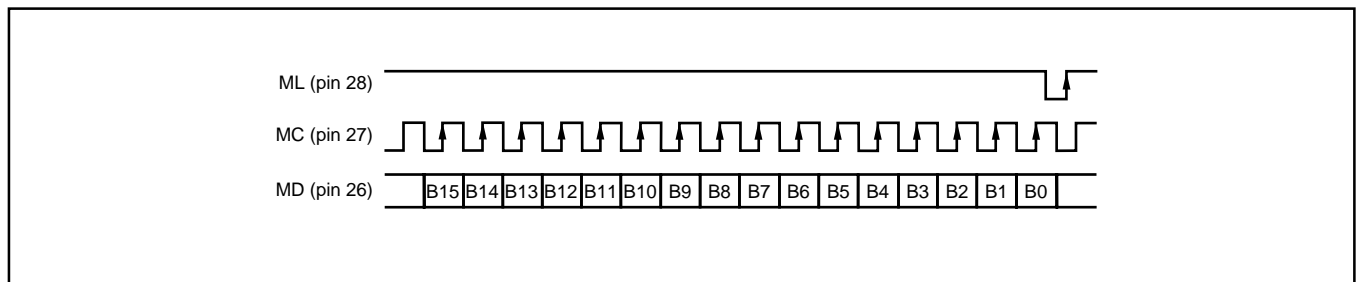 ML (pin 28)
MC (pin 27)
MD (pin 26)
B15 B14 B13 B12 B11 B10 B9 B8 B7 B6 B5 B4 B3 B2 B1 B0